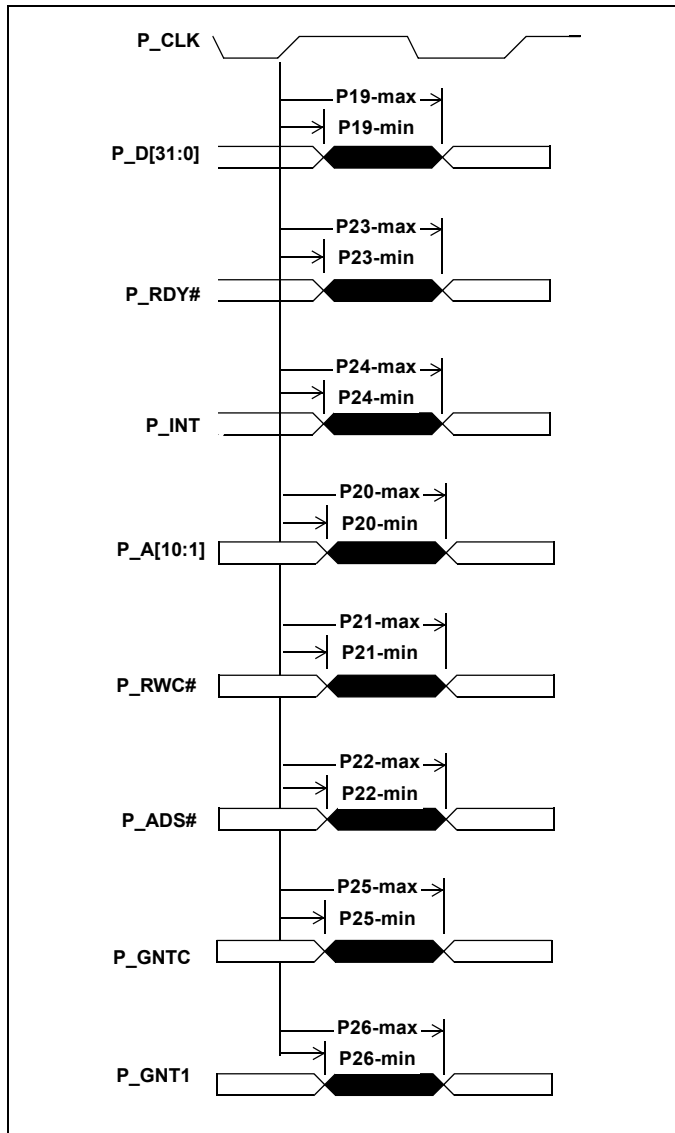 P_CLK
P19-max
P19-min
P_D[31:0]
P23-max
P23-min
P_RDY#
P24-max
P24-min
P_INT
P20-max
P20-min
P_A[10:1]
P21-max
P21-min
P_RWC#
P22-max
P22-min
P_ADS#
P25-max
P25-min
P_GNTC
P26-max
P26-min
P_GNT1